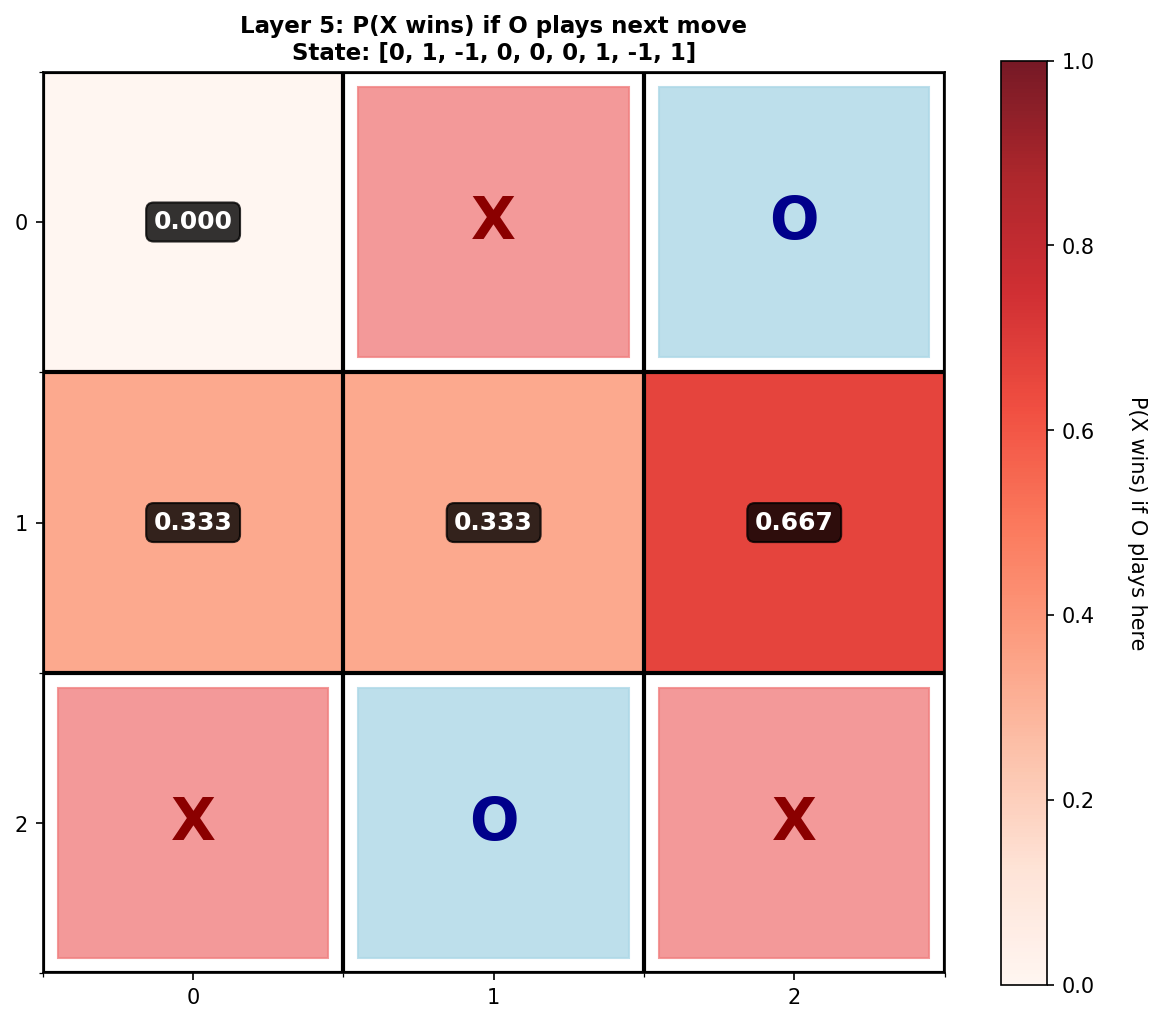 Layer 5: P(X wins) if O plays next move
State: [0, 1, -1, 0, 0, 0, 1, -1, 1]
0
0.000
X
O
1
0.333
0.333
0.667
2
X
O
X
0
1
2
1.0
0.8
0.6
0.4
0.2
0.0
P(X wins) if O plays here